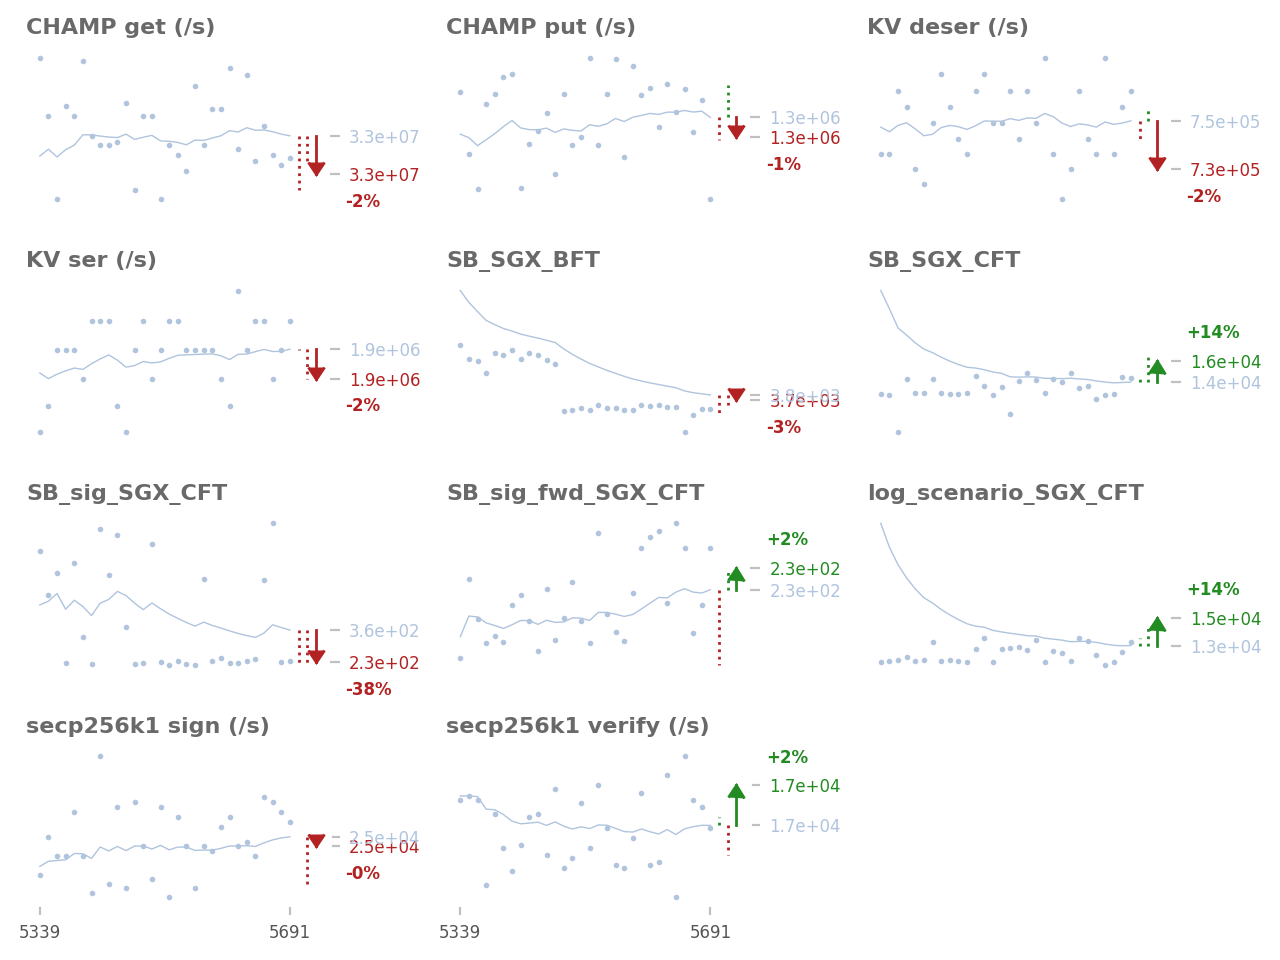 CHAMP get (/s)
3.3e+07
3.3e+07
-2%
CHAMP put (/s)
1.3e+06
1.3e+06
-1%
KV deser (/s)
7.5e+05
7.3e+05
-2%
KV ser (/s)
1.9e+06
1.9e+06
-2%
SB_SGX_BFT
3.8e+03
3.7e+03
-3%
SB_SGX_CFT
+14%
1.6e+04
1.4e+04
SB_sig_SGX_CFT
3.6e+02
2.3e+02
-38%
SB_sig_fwd_SGX_CFT
+2%
2.3e+02
2.3e+02
log_scenario_SGX_CFT
+14%
1.5e+04
1.3e+04
secp256k1 sign (/s)
2.5e+04
2.5e+04
-0%
secp256k1 verify (/s)
+2%
1.7e+04
1.7e+04
5339
5691
5339
5691